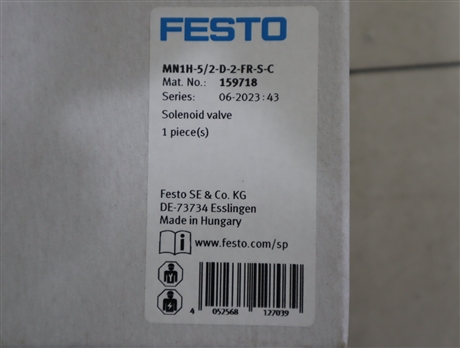 FESTO
MN1H-5/2-D-2-FR-S-C
Mat. No.: 159718
Series: 06-2023:43
Solenoid valve
1 piece(s)
Festo SE & Co. KG
DE-73734 Esslingen
Made in Hungary
i www.festo.com/sp
4 052568 127039